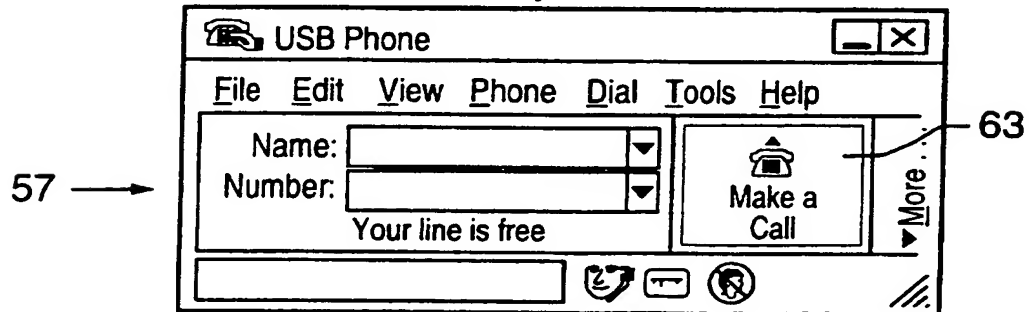 USB Phone
File Edit View Phone Dial Tools Help
Name:
Number:
Your line is free
Make a
Call
More...
63
57